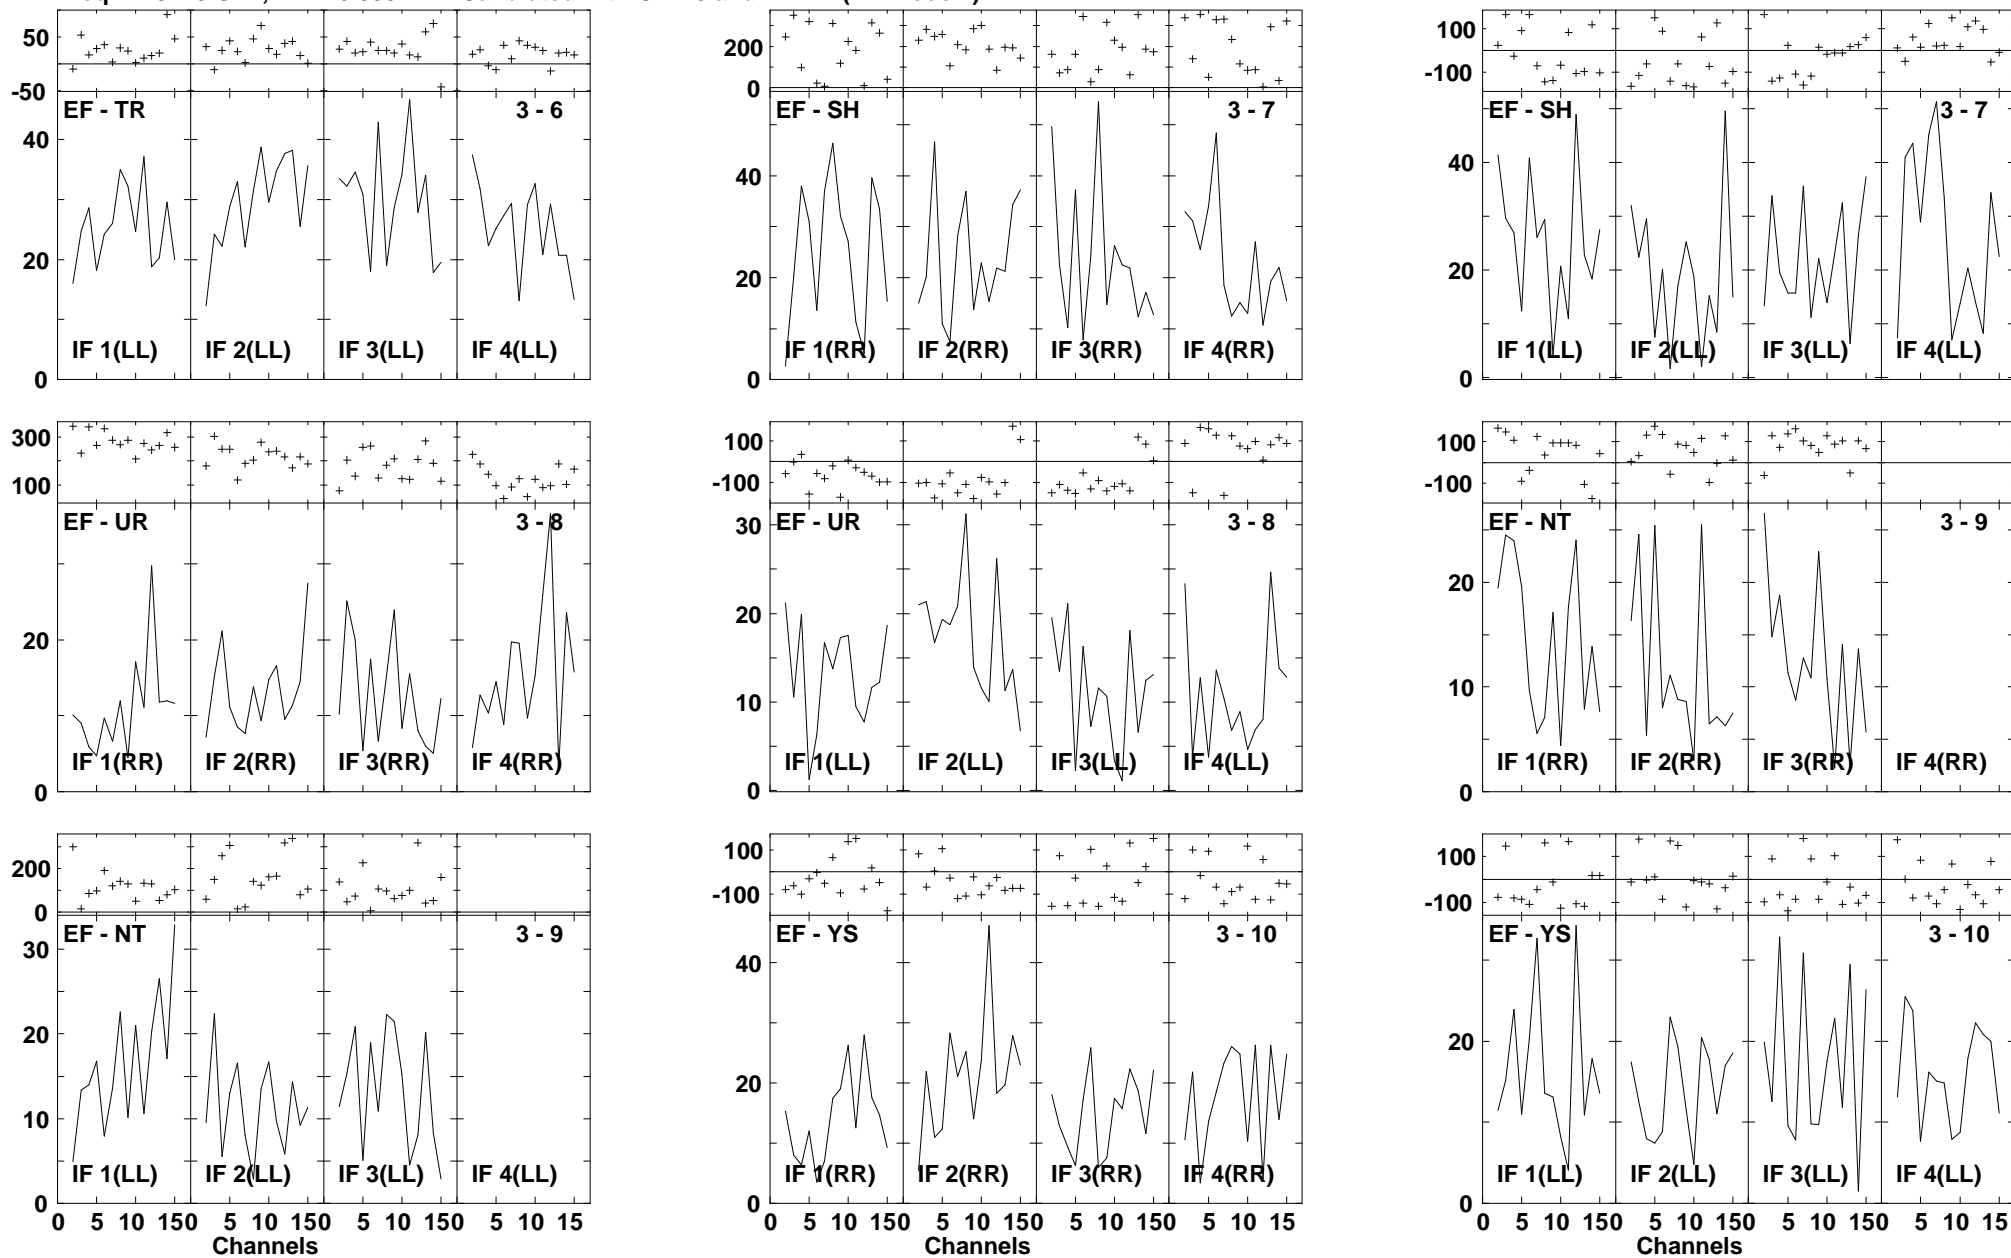 50
0
-50
EF - TR 3 - 6
40
20
0
IF 1(LL) IF 2(LL) IF 3(LL) IF 4(LL)
200
0
EF - SH 3 - 7
40
20
0
IF 1(RR) IF 2(RR) IF 3(RR) IF 4(RR)
100
-100
EF - SH 3 - 7
40
20
0
IF 1(LL) IF 2(LL) IF 3(LL) IF 4(LL)
300
100
EF - UR 3 - 8
20
0
IF 1(RR) IF 2(RR) IF 3(RR) IF 4(RR)
100
-100
EF - UR 3 - 8
30
20
10
0
IF 1(LL) IF 2(LL) IF 3(LL) IF 4(LL)
100
-100
EF - NT 3 - 9
20
10
0
IF 1(RR) IF 2(RR) IF 3(RR) IF 4(RR)
200
0
EF - NT 3 - 9
30
20
10
0
IF 1(LL) IF 2(LL) IF 3(LL) IF 4(LL)
0 5 10 150 5 10 150 5 10 150 5 10 15
Channels
100
-100
EF - YS 3 - 10
40
20
0
IF 1(RR) IF 2(RR) IF 3(RR) IF 4(RR)
0 5 10 150 5 10 150 5 10 150 5 10 15
Channels
100
-100
EF - YS 3 - 10
20
0
IF 1(LL) IF 2(LL) IF 3(LL) IF 4(LL)
0 5 10 150 5 10 150 5 10 150 5 10 15
Channels